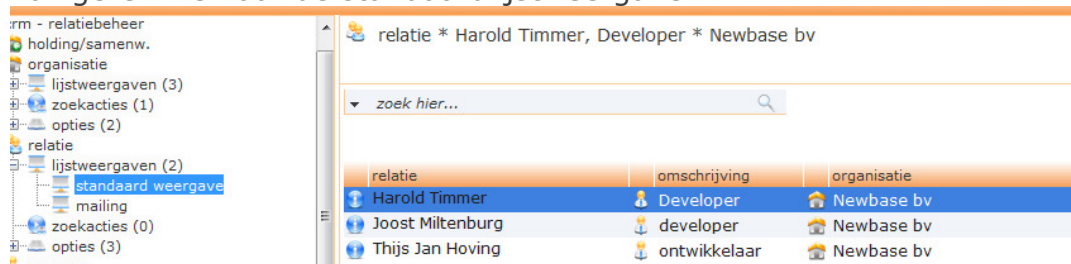 crm - relatiebeheer
holding/samenw.
organisatie
lijstweergaven (3)
zoekacties (1)
opties (2)
relatie
lijstweergaven (2)
standaard weergave
mailing
zoekacties (0)
opties (3)
relatie * Harold Timmer, Developer * Newbase bv
zoek hier...
relatie omschrijving organisatie
Harold Timmer Developer Newbase bv
Joost Miltenburg developer Newbase bv
Thijs Jan Hoving ontwikkelaar Newbase bv